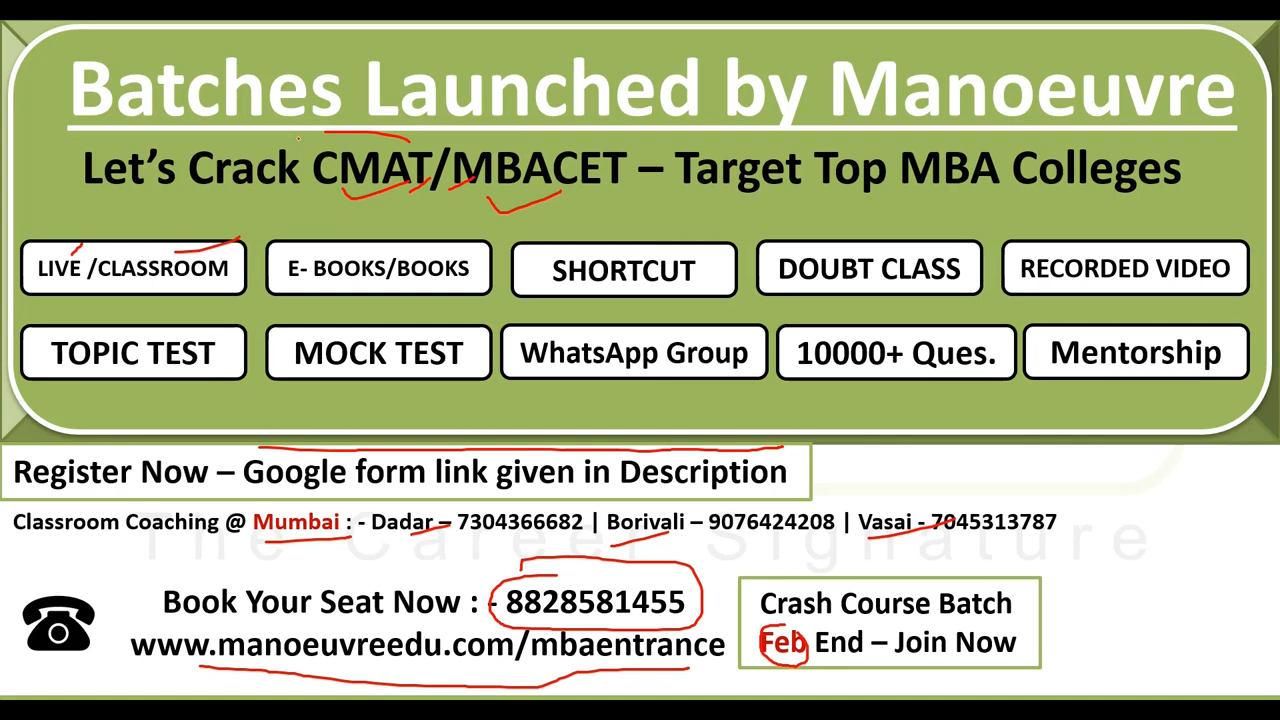 Batches Launched by Manoeuvre
Let's Crack CMAT/MBACET – Target Top MBA Colleges
LIVE /CLASSROOM
E- BOOKS/BOOKS
SHORTCUT
DOUBT CLASS
RECORDED VIDEO
TOPIC TEST
MOCK TEST
WhatsApp Group
10000+ Ques.
Mentorship
Register Now – Google form link given in Description
Classroom Coaching @ Mumbai : - Dadar – 7304366682 | Borivali – 9076424208 | Vasai - 7045313787
The Career Signature
Book Your Seat Now : - 8828581455
www.manoeuvreedu.com/mbaentrance
Crash Course Batch
Feb End – Join Now